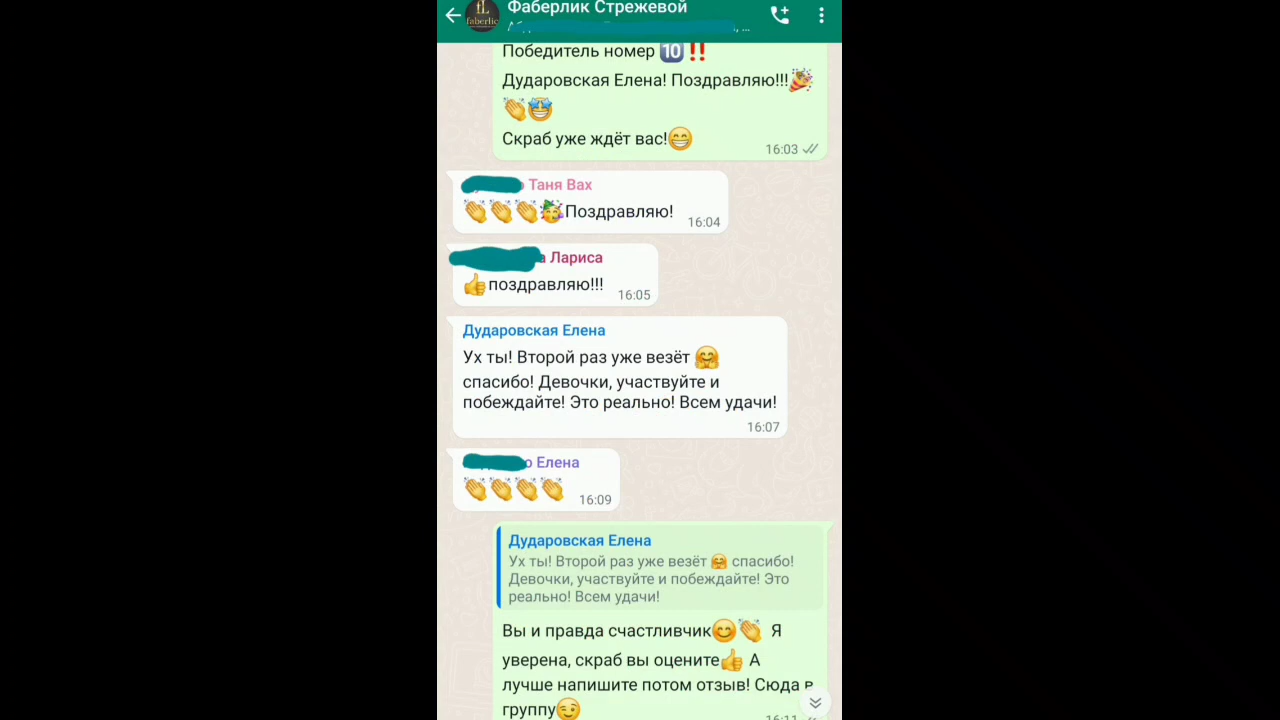 Фаберлик Стрежевой
faberlic
Победитель номер 🔟‼️
Дударовская Елена! Поздравляю!!!🎉
👏🤩
Скраб уже ждёт вас!😁
16:03
Таня Вах
👏👏👏🥳Поздравляю!
16:04
Лариса
👍поздравляю!!!
16:05
Дударовская Елена
Ух ты! Второй раз уже везёт 🤗
спасибо! Девочки, участвуйте и
побеждайте! Это реально! Всем удачи!
16:07
Елена
👏👏👏👏
16:09
Дударовская Елена
Ух ты! Второй раз уже везёт 🤗 спасибо!
Девочки, участвуйте и побеждайте! Это
реально! Всем удачи!
Вы и правда счастливчик😊👏 Я
уверена, скраб вы оцените👍 А
лучше напишите потом отзыв! Сюда в
группу😉
16:11